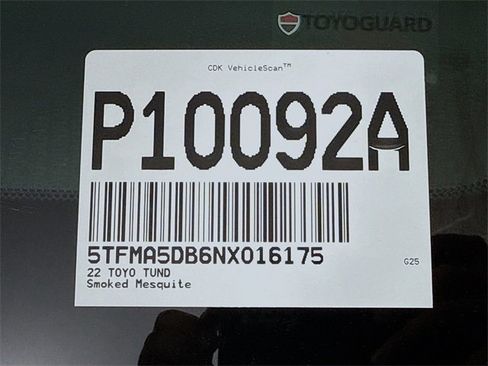 TOYOGUARD
CDK VehicleScan™
P10092A
5TFMA5DB6NX016175
22 TOYO TUND
G25
Smoked Mesquite